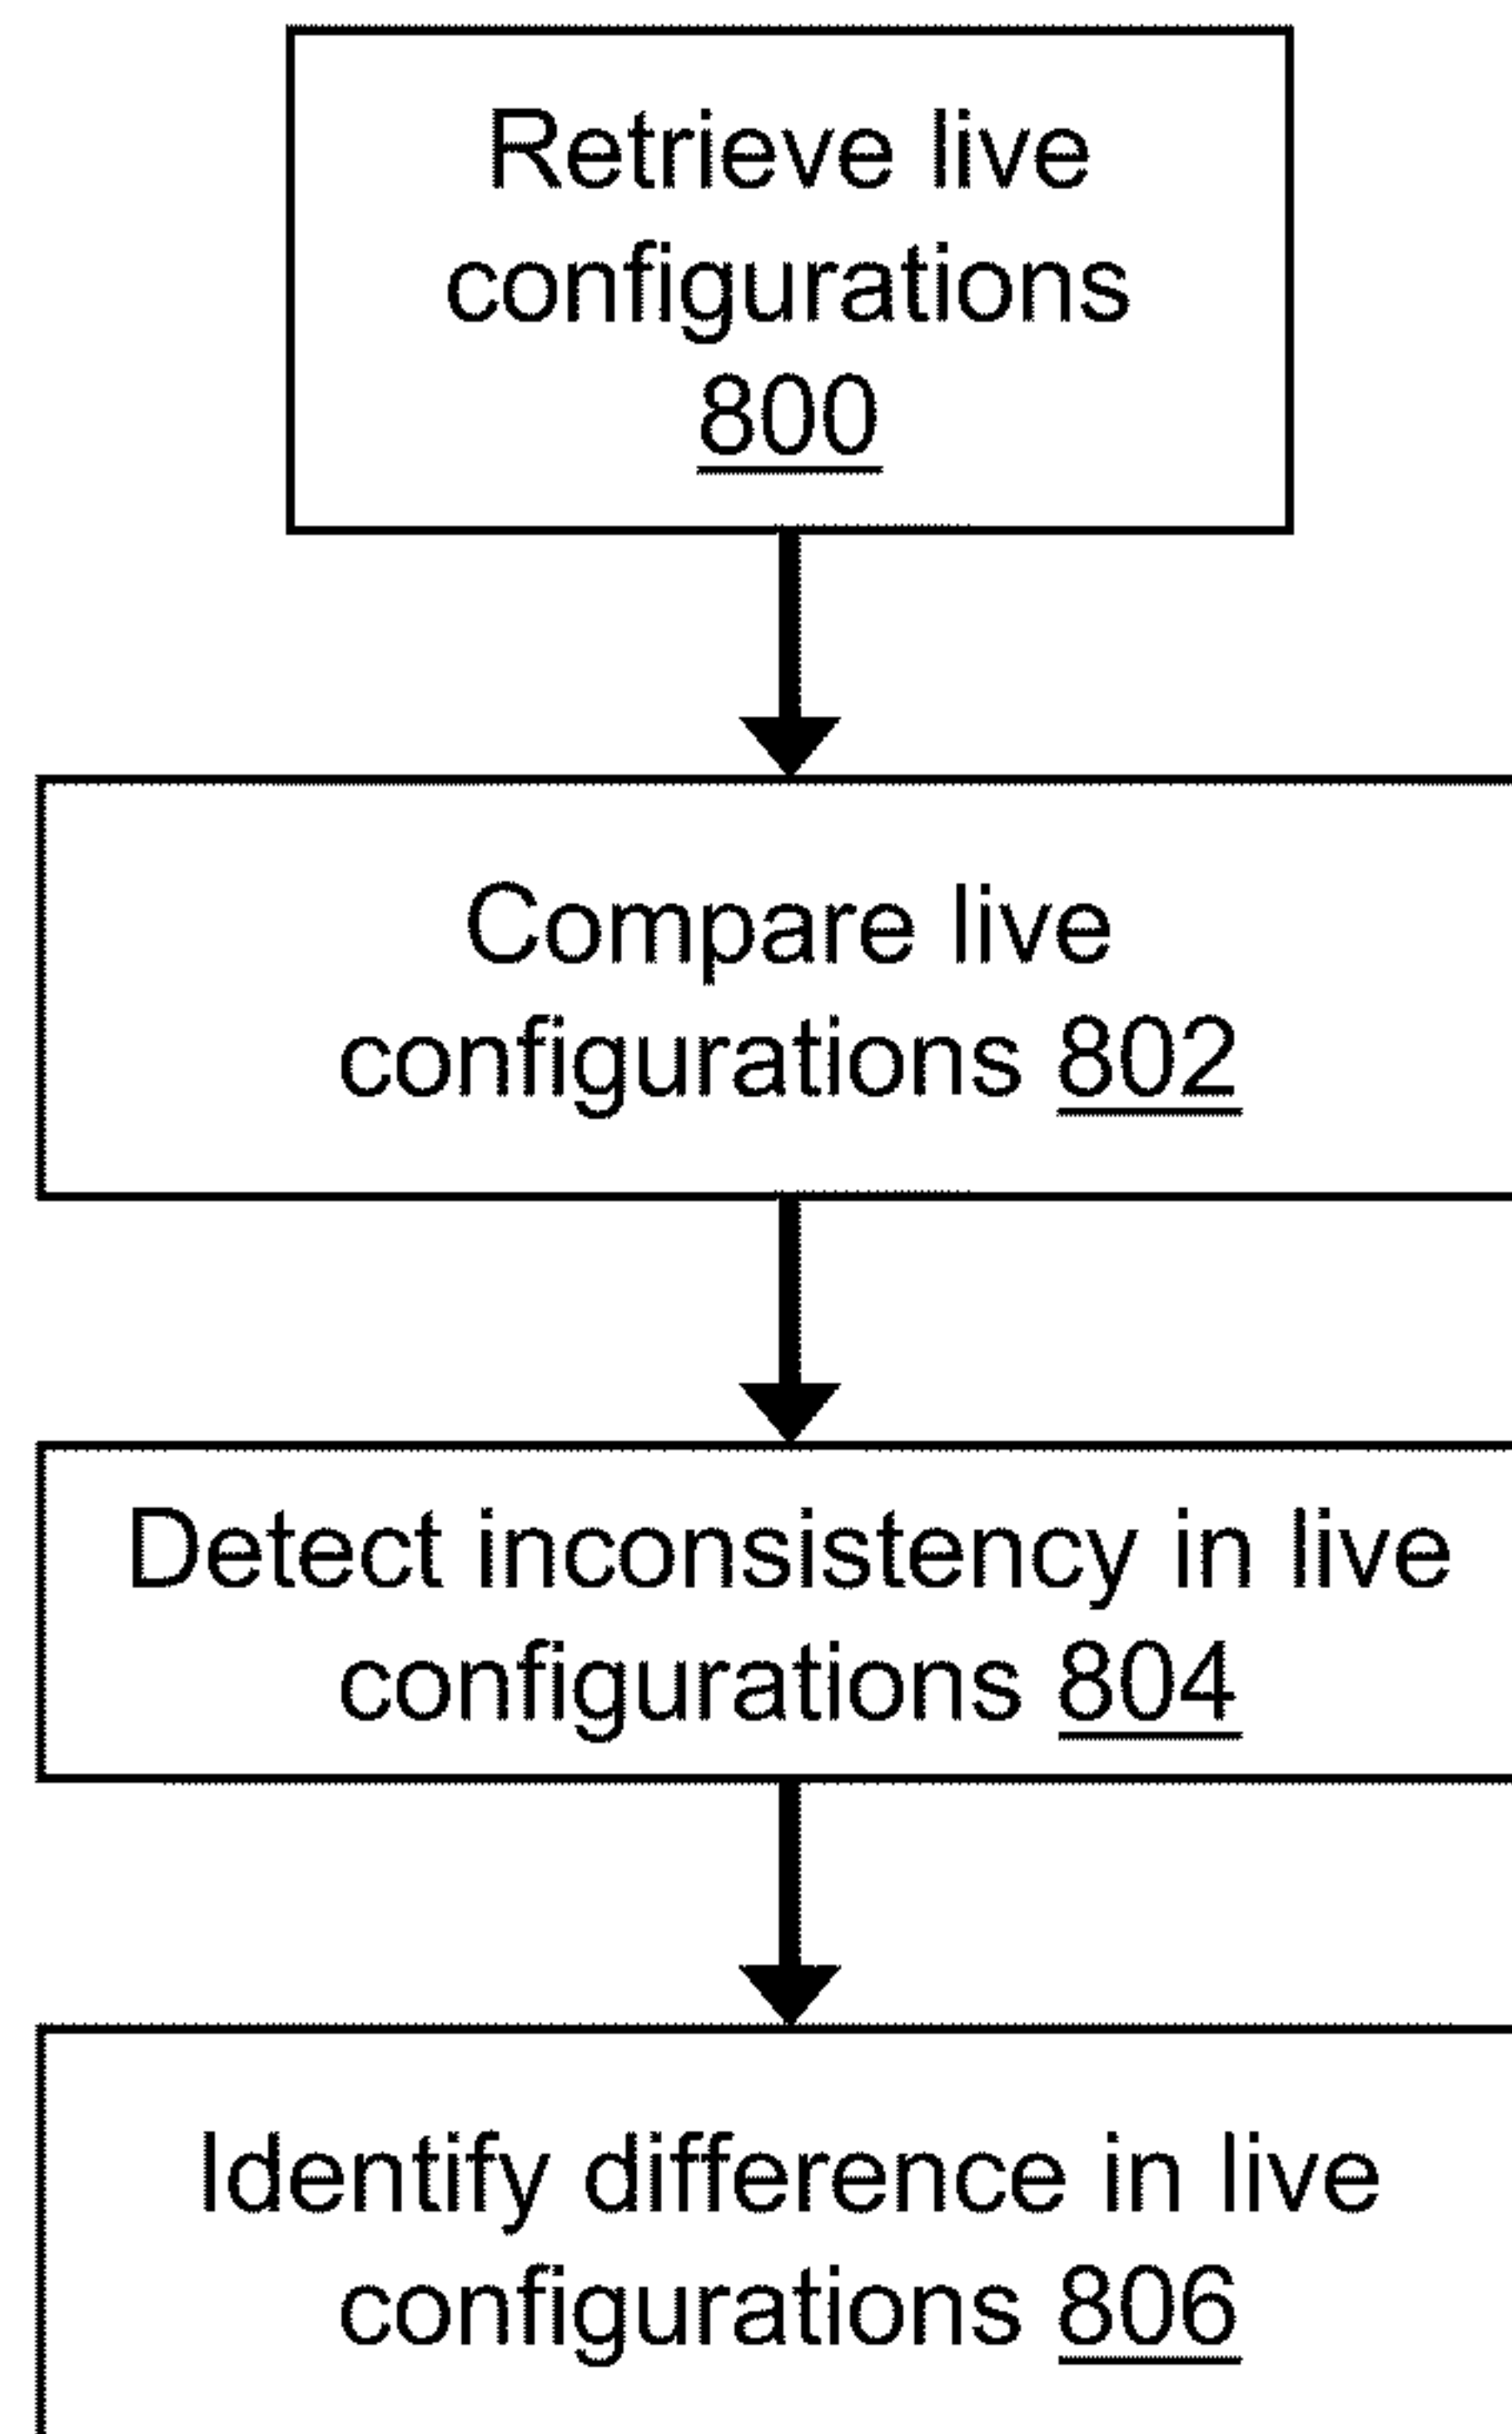 Retrieve live
configurations
800
Compare live
configurations 802
Detect inconsistency in live
configurations 804
Identify difference in live
configurations 806